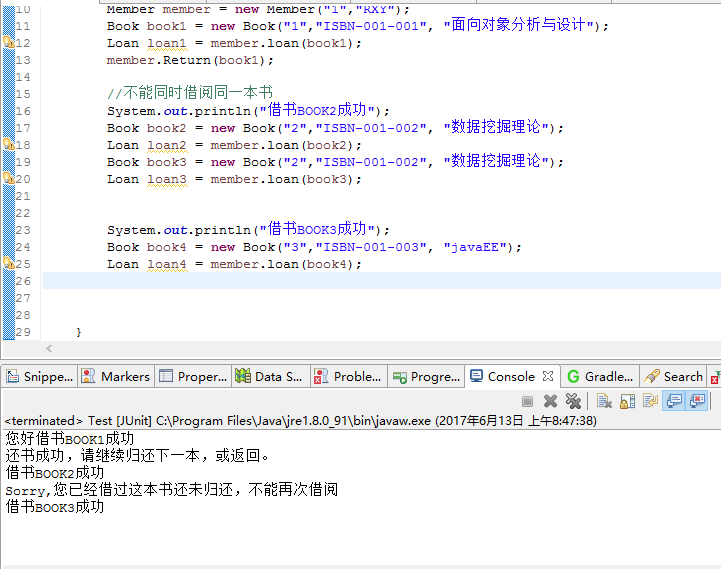 10 Member member = new Member("1","RXY");
11 Book book1 = new Book("1","ISBN-001-001", "面向对象分析与设计");
12 Loan loan1 = member.loan(book1);
13 member.Return(book1);
14
15 //不能同时借阅同一本书
16 System.out.println("借书BOOK2成功");
17 Book book2 = new Book("2","ISBN-001-002", "数据挖掘理论");
18 Loan loan2 = member.loan(book2);
19 Book book3 = new Book("2","ISBN-001-002", "数据挖掘理论");
20 Loan loan3 = member.loan(book3);
21
22
23 System.out.println("借书BOOK3成功");
24 Book book4 = new Book("3","ISBN-001-003", "javaEE");
25 Loan loan4 = member.loan(book4);
26
27
28
29 }
Snippe... Markers Proper... Data S... Proble... Progre... Console Gradle... Search
<terminated> Test [JUnit] C:\Program Files\Java\jre1.8.0_91\bin\javaw.exe (2017年6月13日 上午8:47:38)
您好借书BOOK1成功
还书成功，请继续归还下一本，或返回。
借书BOOK2成功
Sorry,您已经借过这本书还未归还，不能再次借阅
借书BOOK3成功